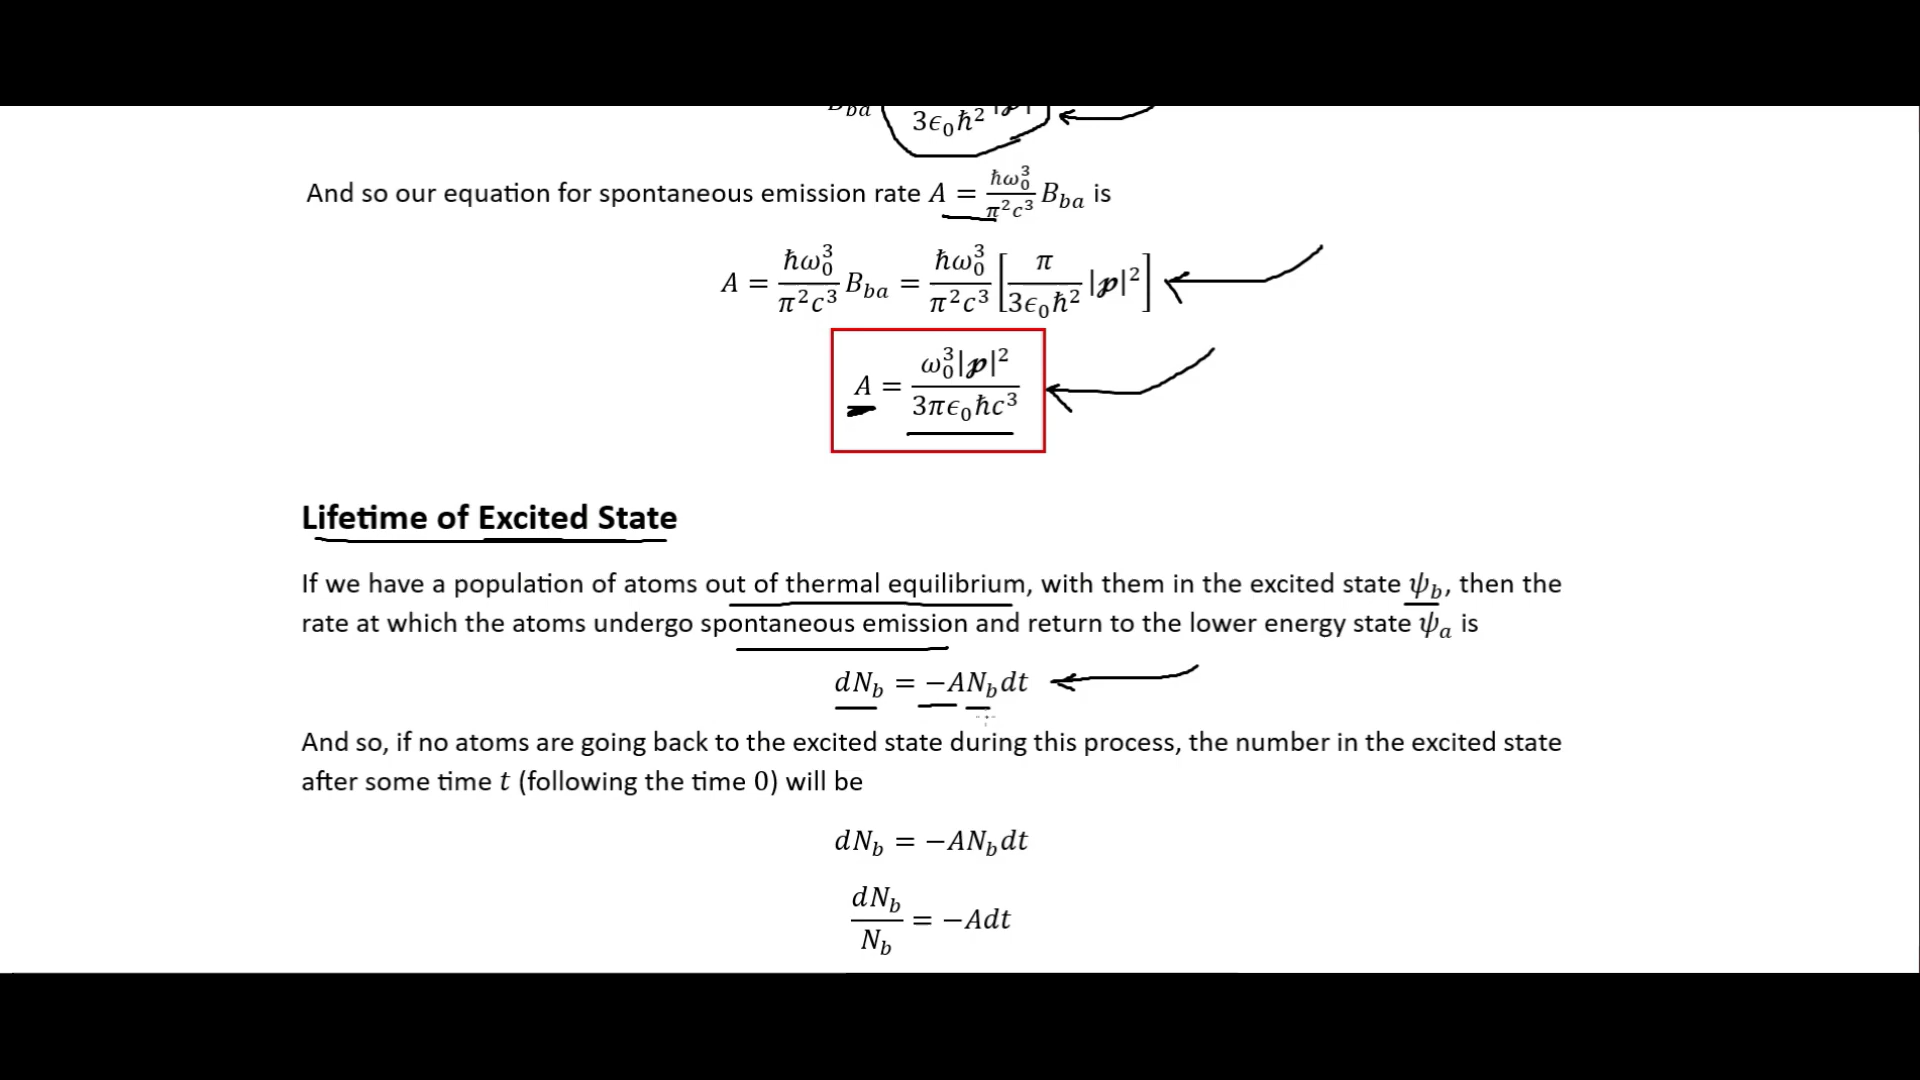 3ϵ₀ħ²
And so our equation for spontaneous emission rate A = ħω₀³/π²c³ B_ba is
A = ħω₀³/π²c³ B_ba = ħω₀³/π²c³ [π/3ϵ₀ħ² |𝓅|²]
A = ω₀³|𝓅|²/3πϵ₀ħc³
Lifetime of Excited State
If we have a population of atoms out of thermal equilibrium, with them in the excited state ψ_b, then the
rate at which the atoms undergo spontaneous emission and return to the lower energy state ψ_a is
dN_b = −AN_b dt
And so, if no atoms are going back to the excited state during this process, the number in the excited state
after some time t (following the time 0) will be
dN_b = −AN_b dt
dN_b/N_b = −Adt